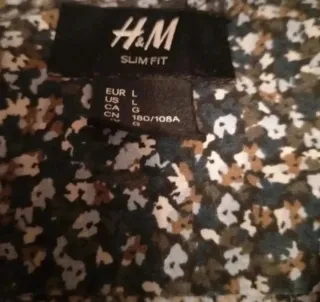 H&M
SLIM FIT
EUR L
US L
CA G
CN 180/108A
G